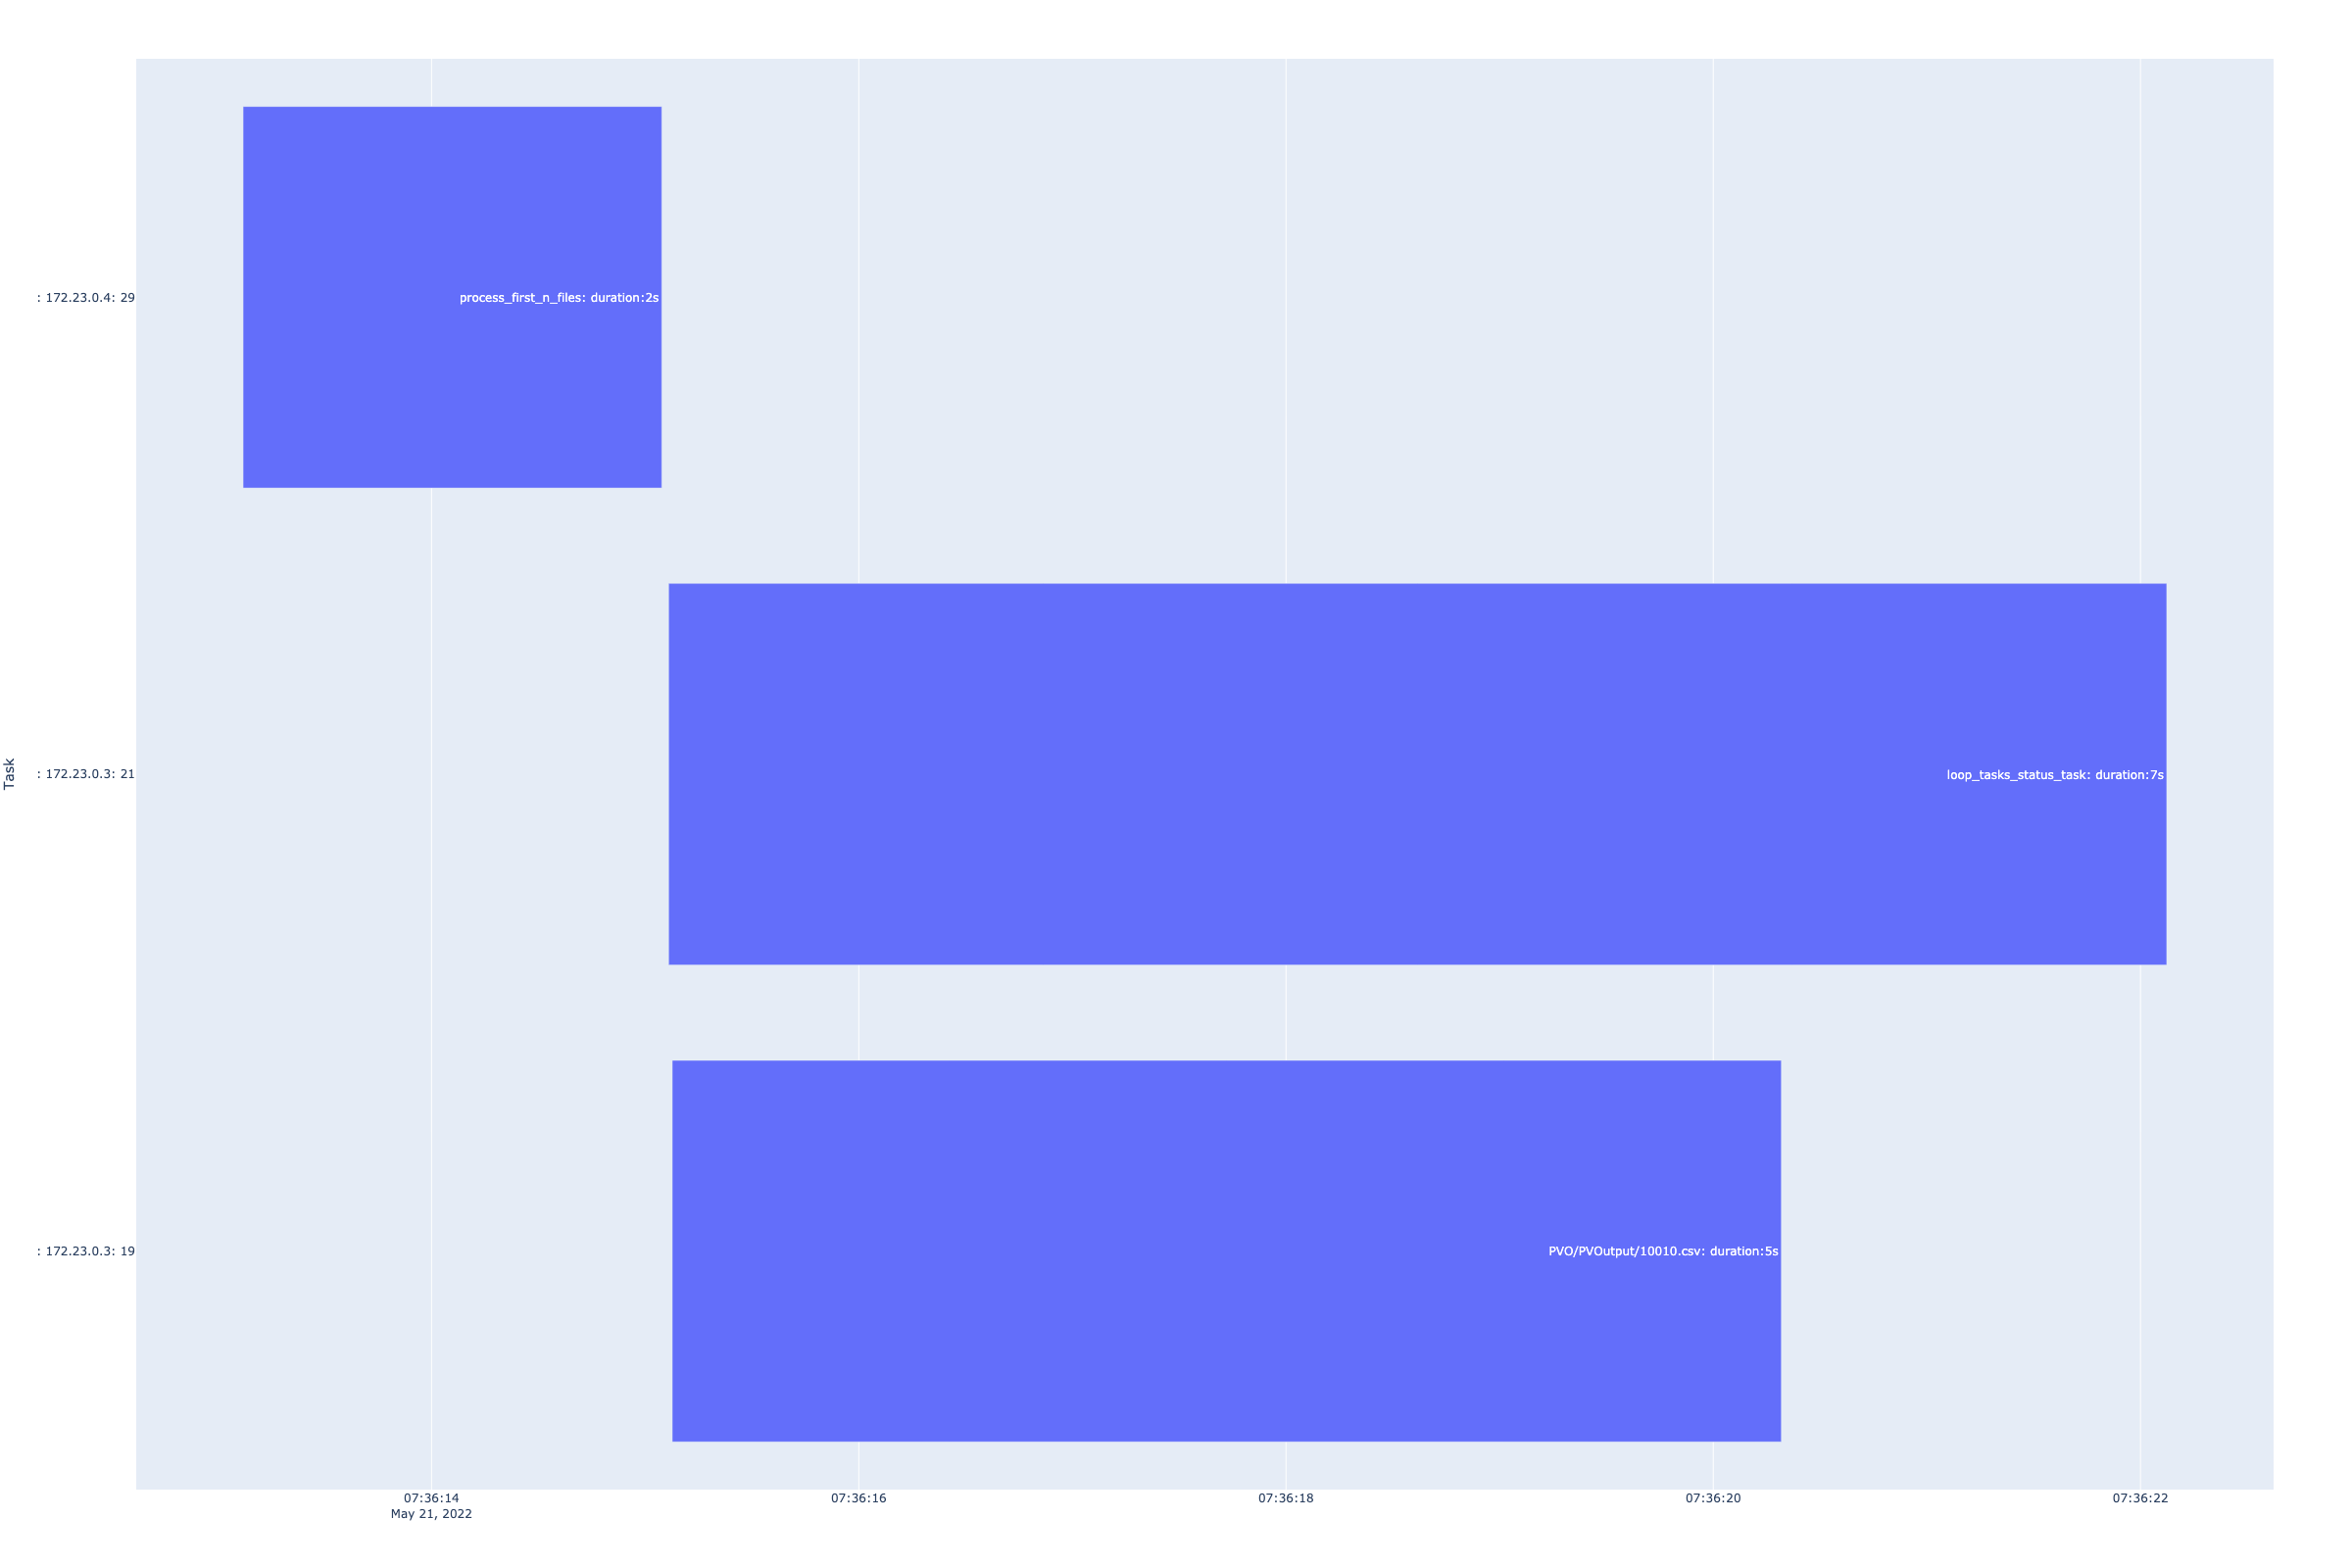 : 172.23.0.4: 29
process_first_n_files: duration:2s
Task
: 172.23.0.3: 21
loop_tasks_status_task: duration:7s
: 172.23.0.3: 19
PVO/PVOutput/10010.csv: duration:5s
07:36:14
May 21, 2022
07:36:16
07:36:18
07:36:20
07:36:22